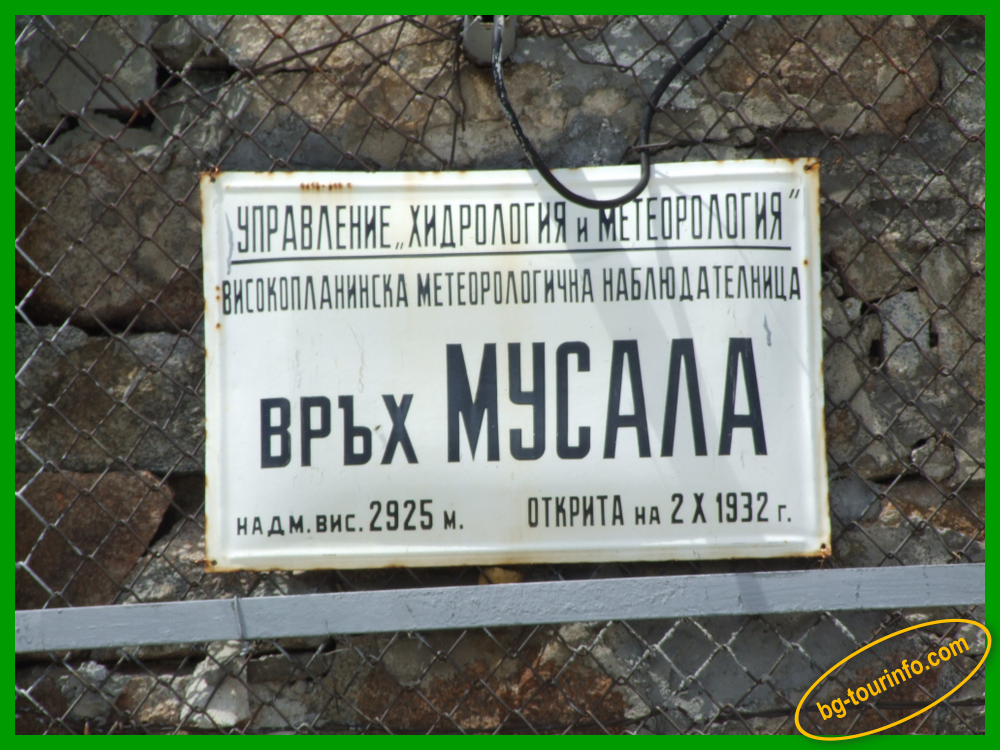 УПРАВЛЕНИЕ „ХИДРОЛОГИЯ и МЕТЕОРОЛОГИЯ"
ВИСОКОПЛАНИНСКА МЕТЕОРОЛОГИЧНА НАБЛЮДАТЕЛНИЦА
ВРЪХ МУСАЛА
НАДМ. ВИС. 2925 М. ОТКРИТА НА 2 X 1932 Г.
bg-tourinfo.com